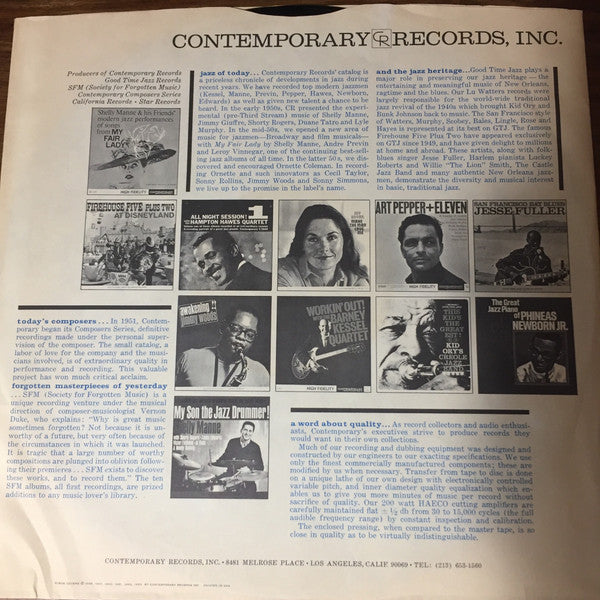 CONTEMPORARY CR RECORDS, INC.
Producers of Contemporary Records
Good Time Jazz Records
SFM (Society for Forgotten Music)
Contemporary Composers Series
California Records • Star Records
jazz of today... Contemporary Records' catalog is
a priceless chronicle of developments in jazz during
recent years. We have recorded top modern jazzmen
(Kessel, Manne, Previn, Pepper, Hawes, Newborn,
Edwards) as well as given new talent a chance to be
heard. In the early 1950s, CR presented the experi-
mental (pre-Third Stream) music of Shelly Manne,
Jimmy Giuffre, Shorty Rogers, Duane Tatro and Lyle
Murphy. In the mid-50s, we opened a new area of
music for jazzmen—Broadway and film musicals—
with My Fair Lady by Shelly Manne, Andre Previn
and Leroy Vinnegar, one of the continuing best-sell-
ing jazz albums of all time. In the latter 50's, we dis-
covered and encouraged Ornette Coleman. In record-
ing Ornette and such innovators as Cecil Taylor,
Sonny Rollins, Jimmy Woods and Sonny Simmons,
we live up to the promise in the label's name.
and the jazz heritage...Good Time Jazz plays a
major role in preserving our jazz heritage—the
entertaining and meaningful music of New Orleans,
ragtime and the blues. Our Lu Watters records were
largely responsible for the world-wide traditional
jazz revival of the 1940s which brought Kid Ory and
Bunk Johnson back to music. The San Francisco style
of Watters, Murphy, Scobey, Bales, Lingle, Rose and
Hayes is represented at its best on GTJ. The famous
Firehouse Five Plus Two have appeared exclusively
on GTJ since 1949, and have given delight to millions
at home and abroad. These artists, along with folk-
blues singer Jesse Fuller, Harlem pianist Luckey
Roberts and Willie "The Lion" Smith, The Castle
Jazz Band and many authentic New Orleans jazz-
men, demonstrate the diversity and musical interest
in basic, traditional jazz.
Shelly Manne & his Friends'
modern jazz performances
of songs
from MY
FAIR
LADY
HIGH FIDELITY
FIREHOUSE FIVE PLUS TWO
AT DISNEYLAND
ALL NIGHT SESSION! 1
THE HAMPTON HAWES QUARTET
ART PEPPER + ELEVEN
HIGH FIDELITY
SAN FRANCISCO BAY BLUES
JESSE FULLER
awakening!!
jimmy woods
WORKIN' OUT!
BARNEY
KESSEL
QUARTET
HIGH FIDELITY
CONTEMPORARY
THIS
KID'S
THE
GREATEST!
KID
ORY'S
CREOLE
JAZZ
BAND
The Great
Jazz Piano
of PHINEAS
NEWBORN JR.
My Son the Jazz Drummer!
Shelly Manne
today's composers... In 1951, Contem-
porary began its Composers Series, definitive
recordings made under the personal super-
vision of the composer. The small catalog, a
labor of love for the company and the musi-
cians involved, is of extraordinary quality in
performance and recording. This valuable
project has won much critical acclaim.
forgotten masterpieces of yesterday
... SFM (Society for Forgotten Music) is a
unique recording venture under the musical
direction of composer-musicologist Vernon
Duke, who explains: "Why is great music
sometimes forgotten? Not because it is un-
worthy of a future, but very often because of
the circumstances in which it was launched.
It is tragic that a large number of worthy
compositions are plunged into oblivion follow-
ing their premieres... SFM exists to discover
these works, and to record them." The ten
SFM albums, all first recordings, are prized
additions to any music lover's library.
a word about quality... As record collectors and audio enthusi-
asts, Contemporary's executives strive to produce records they
would want in their own collections.
Much of our recording and dubbing equipment was designed and
constructed by our engineers to our exacting specifications. We use
only the finest commercially manufactured components; these are
modified by us when necessary. Transfer from tape to disc is done
on a unique lathe of our own design with electronically controlled
variable pitch, and inner diameter quality equalization which en-
ables us to give you more minutes of music per record without
sacrifice of quality. Our 200 watt HAECO cutting amplifiers are
carefully maintained flat ± ½ db from 30 to 15,000 cycles (the full
audible frequency range) by constant inspection and calibration.
The enclosed pressing, when compared to the master tape, is so
close in quality as to be virtually indistinguishable.
CONTEMPORARY RECORDS, INC. • 8481 MELROSE PLACE • LOS ANGELES, CALIF. 90069 • TEL: (213) 653-1560